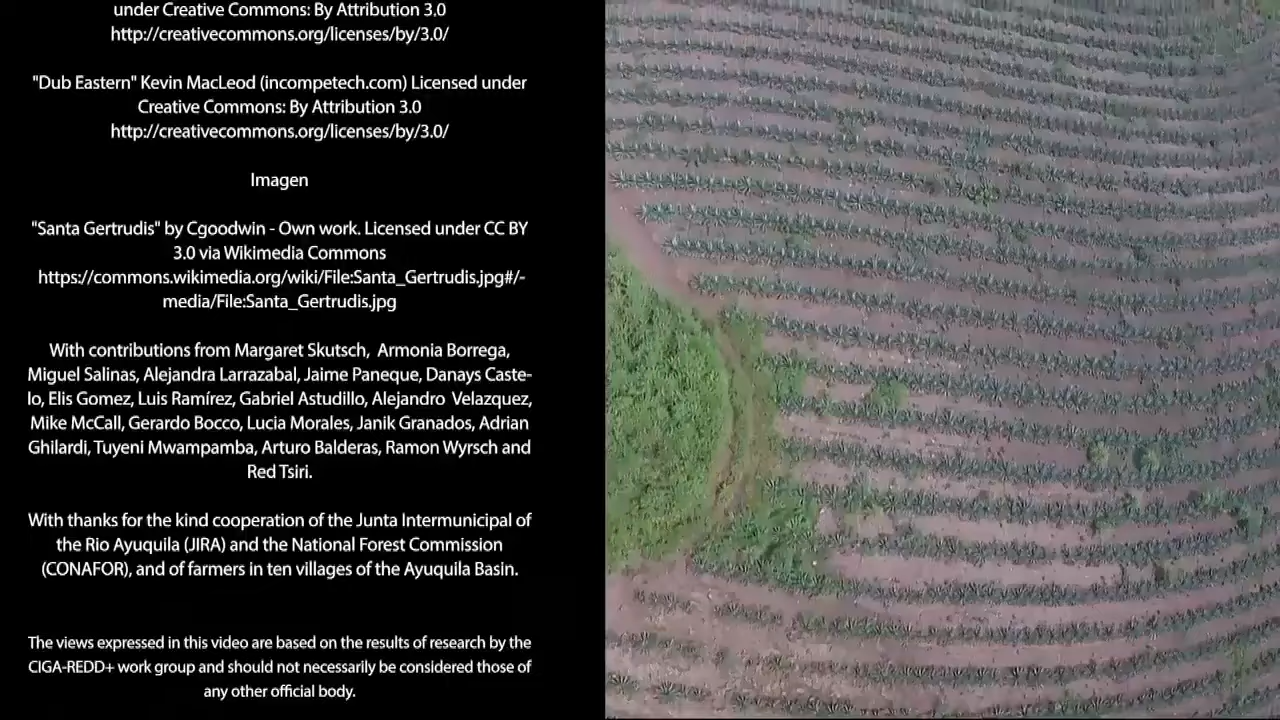 under Creative Commons: By Attribution 3.0
http://creativecommons.org/licenses/by/3.0/
"Dub Eastern" Kevin MacLeod (incompetech.com) Licensed under
Creative Commons: By Attribution 3.0
http://creativecommons.org/licenses/by/3.0/
Imagen
"Santa Gertrudis" by Cgoodwin - Own work. Licensed under CC BY
3.0 via Wikimedia Commons
https://commons.wikimedia.org/wiki/File:Santa_Gertrudis.jpg#/-
media/File:Santa_Gertrudis.jpg
With contributions from Margaret Skutsch, Armonia Borrega,
Miguel Salinas, Alejandra Larrazabal, Jaime Paneque, Danays Caste-
lo, Elis Gomez, Luis Ramírez, Gabriel Astudillo, Alejandro Velazquez,
Mike McCall, Gerardo Bocco, Lucia Morales, Janik Granados, Adrian
Ghilardi, Tuyeni Mwampamba, Arturo Balderas, Ramon Wyrsch and
Red Tsiri.
With thanks for the kind cooperation of the Junta Intermunicipal of
the Rio Ayuquila (JIRA) and the National Forest Commission
(CONAFOR), and of farmers in ten villages of the Ayuquila Basin.
The views expressed in this video are based on the results of research by the
CIGA-REDD+ work group and should not necessarily be considered those of
any other official body.